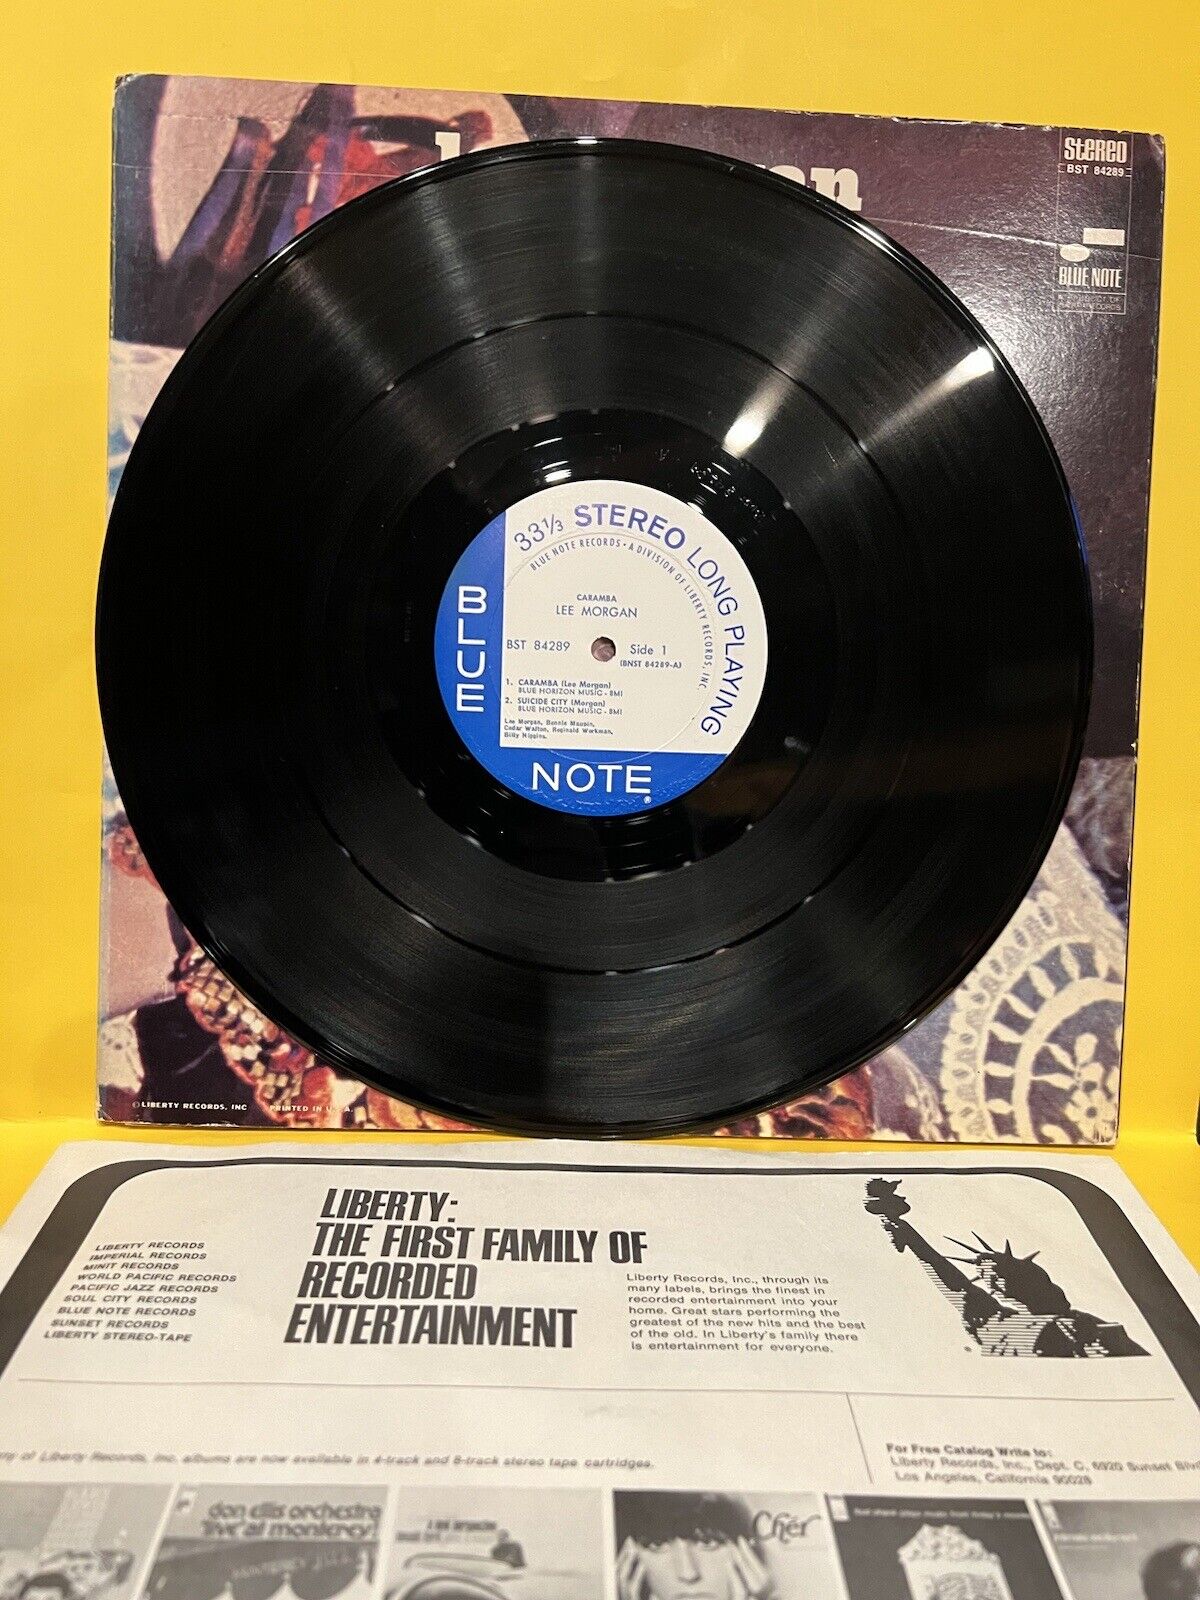 Stereo
BST 84289
BLUE NOTE
33⅓ STEREO LONG PLAYING
BLUE NOTE RECORDS • A DIVISION OF LIBERTY RECORDS, INC.
CARAMBA
LEE MORGAN
BST 84289
Side 1
(BNST 84289-A)
1. CARAMBA (Lee Morgan)
BLUE HORIZON MUSIC - BMI
2. SUICIDE CITY (Morgan)
BLUE HORIZON MUSIC - BMI
Lee Morgan, Bennie Maupin,
Cedar Walton, Reginald Workman,
Billy Higgins.
BLUE
NOTE
®
© LIBERTY RECORDS, INC
PRINTED IN U.S.A.
LIBERTY:
THE FIRST FAMILY OF
RECORDED
ENTERTAINMENT
LIBERTY RECORDS
IMPERIAL RECORDS
MINIT RECORDS
WORLD PACIFIC RECORDS
PACIFIC JAZZ RECORDS
SOUL CITY RECORDS
BLUE NOTE RECORDS
SUNSET RECORDS
LIBERTY STEREO-TAPE
Liberty Records, Inc., through its
many labels, brings the finest in
recorded entertainment into your
home. Great stars performing the
greatest of the new hits and the best
of the old. In Liberty's family there
is entertainment for everyone.
®
of Liberty Records, Inc. albums are now available in 4-track and 8-track stereo tape cartridges.
For Free Catalog Write to:
Liberty Records, Inc., Dept. C, 6920 Sunset Blvd
Los Angeles, California 90028
don ellis orchestra
'live' at monterey!
Chér